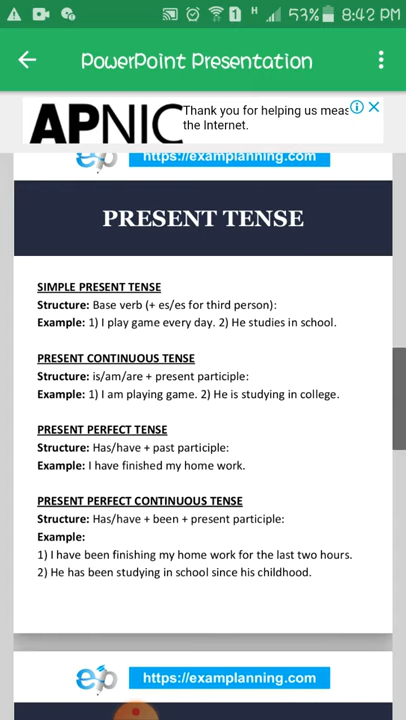 53% 8:42 PM
PowerPoint Presentation
APNIC
Thank you for helping us meas
the Internet.
ep https://examplanning.com
PRESENT TENSE
SIMPLE PRESENT TENSE
Structure: Base verb (+ es/es for third person):
Example: 1) I play game every day. 2) He studies in school.
PRESENT CONTINUOUS TENSE
Structure: is/am/are + present participle:
Example: 1) I am playing game. 2) He is studying in college.
PRESENT PERFECT TENSE
Structure: Has/have + past participle:
Example: I have finished my home work.
PRESENT PERFECT CONTINUOUS TENSE
Structure: Has/have + been + present participle:
Example:
1) I have been finishing my home work for the last two hours.
2) He has been studying in school since his childhood.
ep https://examplanning.com